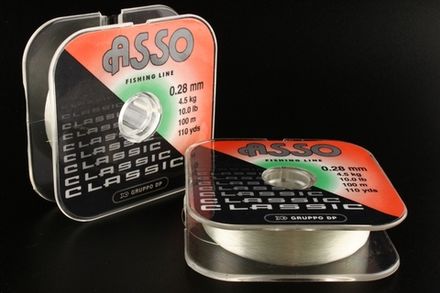 ASSO
FISHING LINE
0.28 mm
4.5 kg
10.0 lb
100 m
110 yds
CLASSIC
CLASSIC
CLASSIC
CLASSIC
CLASSIC
GRUPPO DP
ASSO
FISHING LINE
0.28 mm
4.5 kg
10.0 lb
100 m
110 yds
CLASSIC
CLASSIC
CLASSIC
GRUPPO DP